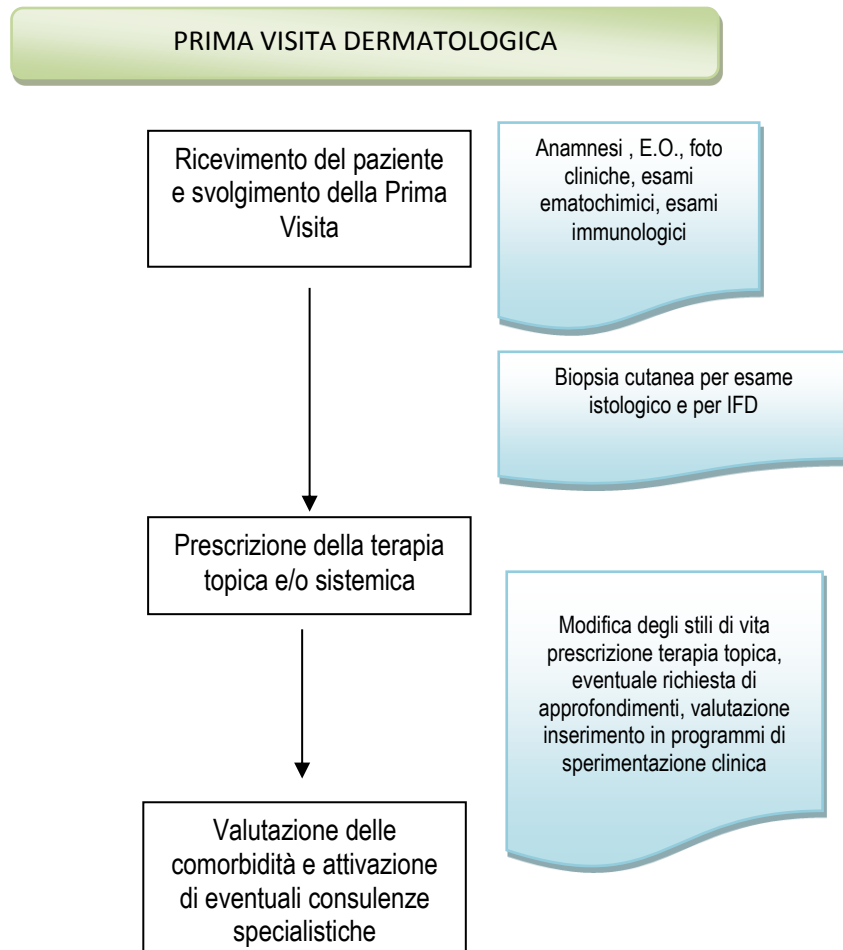 PRIMA VISITA DERMATOLOGICA
Ricevimento del paziente
e svolgimento della Prima
Visita
Anamnesi , E.O., foto
cliniche, esami
ematochimici, esami
immunologici
Biopsia cutanea per esame
istologico e per IFD
Prescrizione della terapia
topica e/o sistemica
Modifica degli stili di vita
prescrizione terapia topica,
eventuale richiesta di
approfondimenti, valutazione
inserimento in programmi di
sperimentazione clinica
Valutazione delle
comorbidità e attivazione
di eventuali consulenze
specialistiche